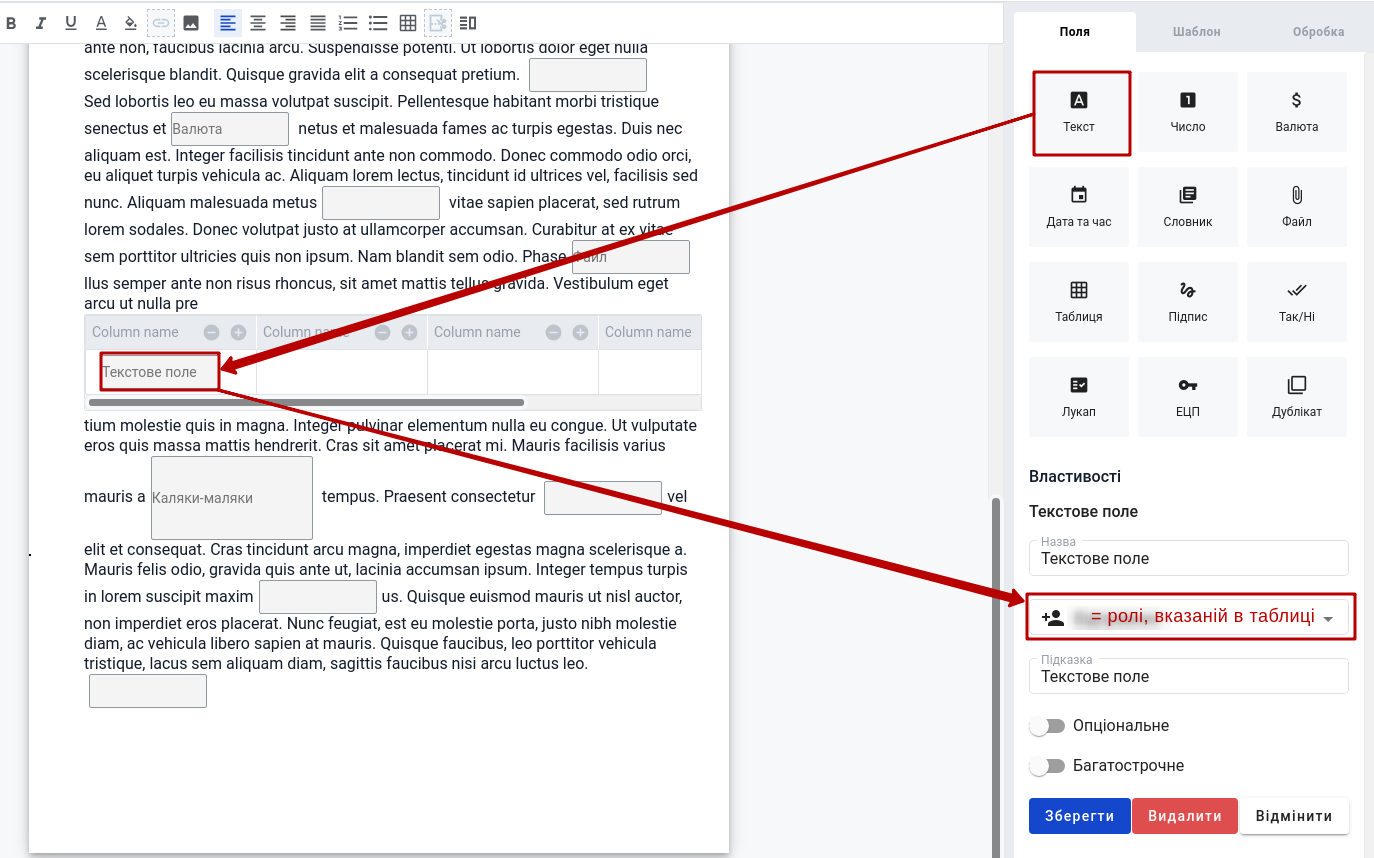 ante non, faucibus lacinia arcu. Suspendisse potenti. Ut lobortis dolor eget nulla
scelerisque blandit. Quisque gravida elit a consequat pretium.
Sed lobortis leo eu massa volutpat suscipit. Pellentesque habitant morbi tristique
senectus et Валюта netus et malesuada fames ac turpis egestas. Duis nec
aliquam est. Integer facilisis tincidunt ante non commodo. Donec commodo odio orci,
eu aliquet turpis vehicula ac. Aliquam lorem lectus, tincidunt id ultrices vel, facilisis sed
nunc. Aliquam malesuada metus vitae sapien placerat, sed rutrum
lorem sodales. Donec volutpat justo at ullamcorper accumsan. Curabitur at ex vitae
sem porttitor ultricies quis non ipsum. Nam blandit sem odio. Phase Файл
llus semper ante non risus rhoncus, sit amet mattis tellus gravida. Vestibulum eget
arcu ut nulla pre
Column name Column name Column name Column name
Текстове поле
tium molestie quis in magna. Integer pulvinar elementum nulla eu congue. Ut vulputate
eros quis massa mattis hendrerit. Cras sit amet placerat mi. Mauris facilisis varius
mauris a Каляки-маляки tempus. Praesent consectetur vel
elit et consequat. Cras tincidunt arcu magna, imperdiet egestas magna scelerisque a.
Mauris felis odio, gravida quis ante ut, lacinia accumsan ipsum. Integer tempus turpis
in lorem suscipit maxim us. Quisque euismod mauris ut nisl auctor,
non imperdiet eros placerat. Nunc feugiat, est eu molestie porta, justo nibh molestie
diam, ac vehicula libero sapien at mauris. Quisque faucibus, leo porttitor vehicula
tristique, lacus sem aliquam diam, sagittis faucibus nisi arcu luctus leo.
Поля Шаблон Обробка
Текст Число Валюта
Дата та час Словник Файл
Таблиця Підпис Так/Ні
Лукап ЕЦП Дублікат
Властивості
Текстове поле
Назва
Текстове поле
= ролі, вказаній в таблиці
Підказка
Текстове поле
Опціональне
Багатострочне
Зберегти Видалити Відмінити